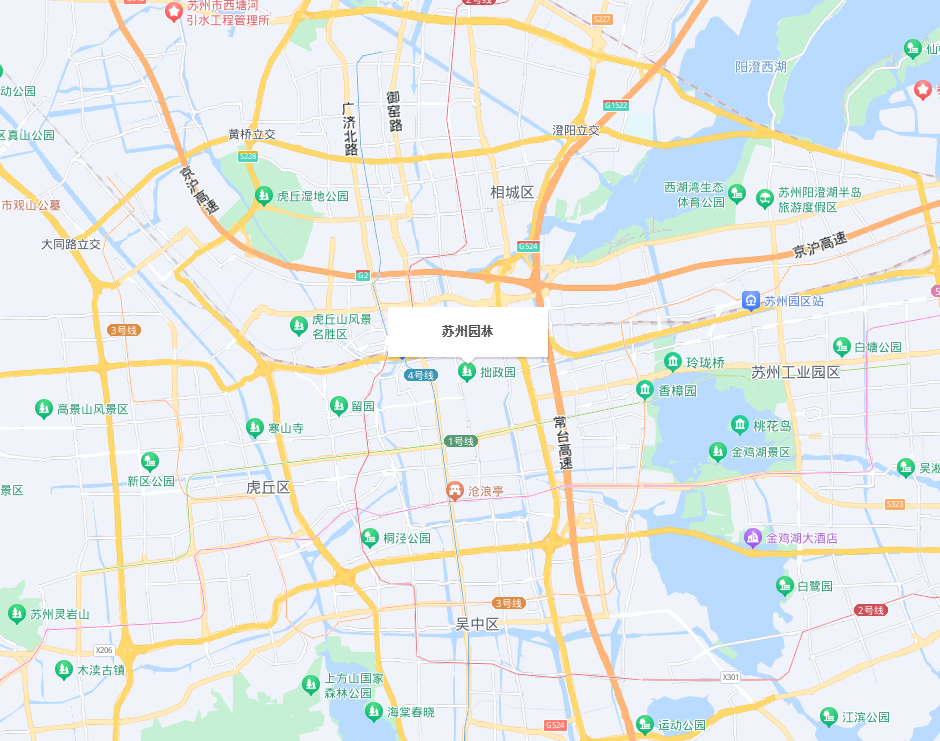 2号线
S227
苏州市西塘河
引水工程管理所
阳澄西湖
动公园
G1522
御窑路
广济北路
黄桥立交
澄阳立交
区真山公园
S228
京沪高速
虎丘湿地公园
相城区
西湖湾生态
体育公园
苏州阳澄湖半岛
旅游度假区
市观山公墓
大同路立交
G524
京沪高速
G2
苏州园区站
3号线
虎丘山风景
名胜区
苏州园林
白塘公园
玲珑桥
4号线
拙政园
苏州工业园区
香樟园
高景山风景区
留园
寒山寺
常台高速
桃花岛
1号线
金鸡湖景区
新区公园
虎丘区
沧浪亭
景区
S323
桐泾公园
金鸡湖大酒店
白鹭园
3号线
2号线
苏州灵岩山
吴中区
X206
木渎古镇
X301
上方山国家
森林公园
海棠春晓
G524
运动公园
江滨公园